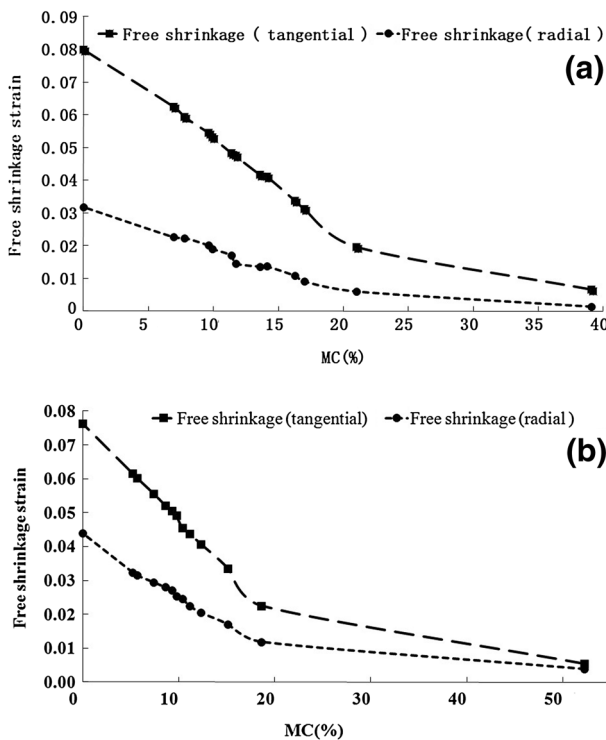 Free shrinkage ( tangential ) Free shrinkage( radial )
(a)
Free shrinkage strain
0.09
0.08
0.07
0.06
0.05
0.04
0.03
0.02
0.01
0
0 5 10 15 20 25 30 35 40
MC(%)
Free shrinkage (tangential) Free shrinkage (radial )
(b)
Free shrinkage strain
0.08
0.07
0.06
0.05
0.04
0.03
0.02
0.01
0.00
0 10 20 30 40 50
MC(%)